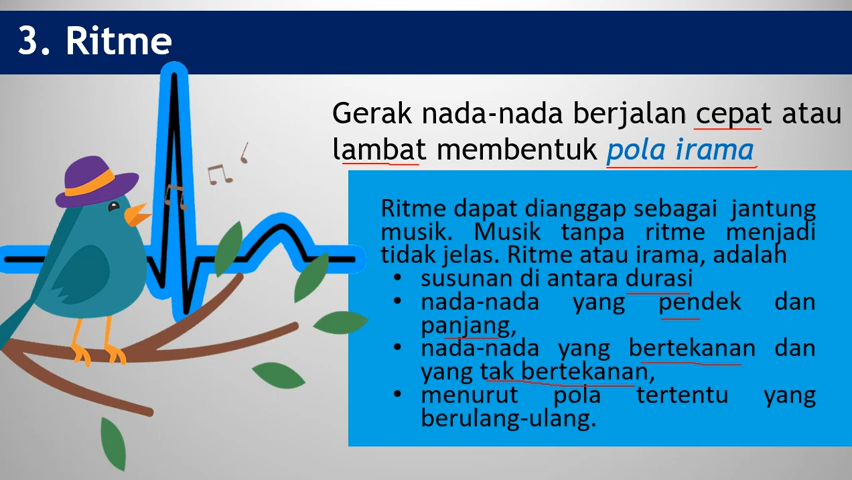 3. Ritme
Gerak nada-nada berjalan cepat atau
lambat membentuk pola irama
Ritme dapat dianggap sebagai jantung
musik. Musik tanpa ritme menjadi
tidak jelas. Ritme atau irama, adalah
• susunan di antara durasi
• nada-nada yang pendek dan
panjang,
• nada-nada yang bertekanan dan
yang tak bertekanan,
• menurut pola tertentu yang
berulang-ulang.